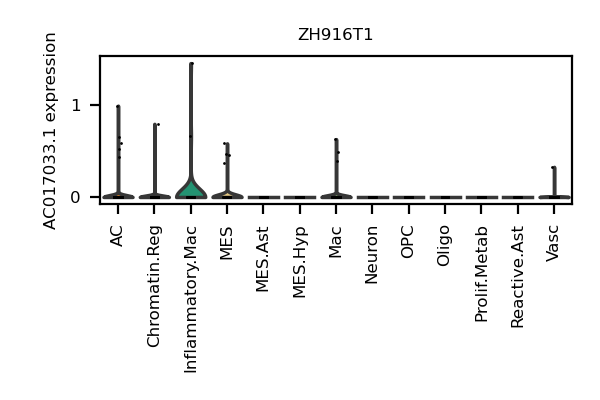 ZH916T1
AC017033.1 expression
1
0
AC
Chromatin.Reg
Inflammatory.Mac
MES
MES.Ast
MES.Hyp
Mac
Neuron
OPC
Oligo
Prolif.Metab
Reactive.Ast
Vasc